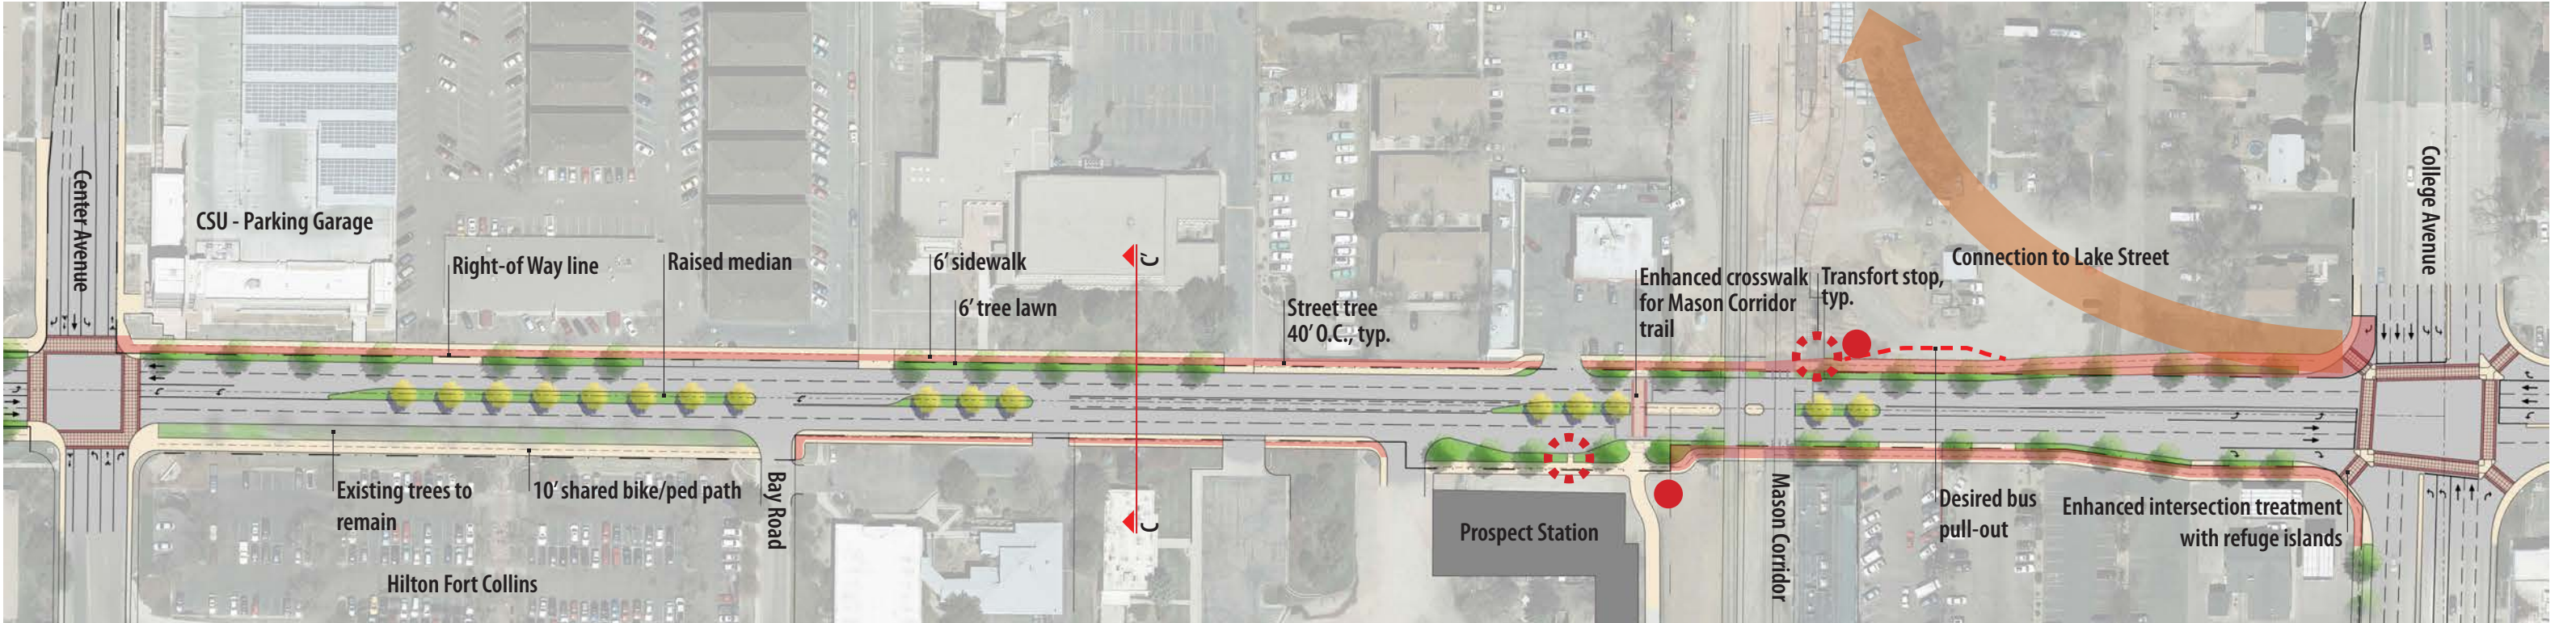 Center Avenue
CSU - Parking Garage
Right-of Way line
Raised median
6’ sidewalk
6’ tree lawn
C’
Street tree
40’ O.C., typ.
Enhanced crosswalk
for Mason Corridor
trail
Transfort stop,
typ.
Connection to Lake Street
College Avenue
Existing trees to
remain
10’ shared bike/ped path
Hilton Fort Collins
Bay Road
C
Prospect Station
Mason Corridor
Desired bus
pull-out
Enhanced intersection treatment
with refuge islands